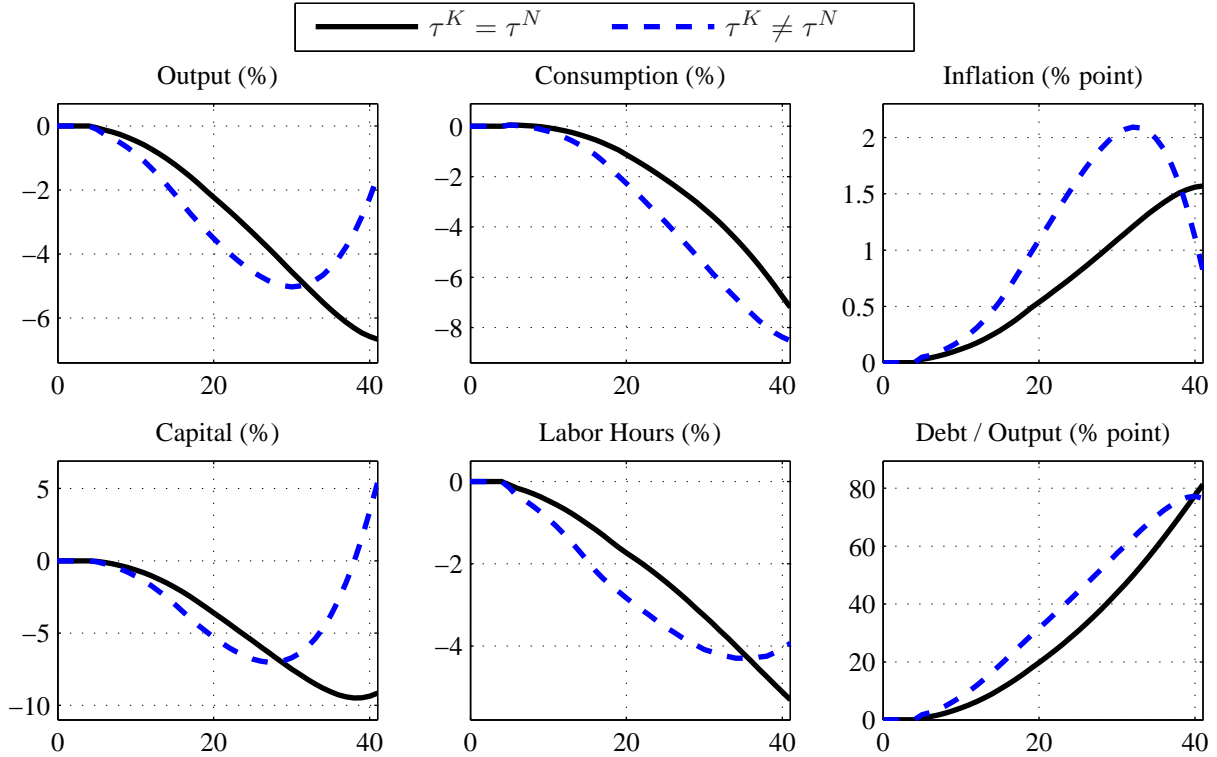 τ^K = τ^N
τ^K ≠ τ^N
Output (%)
Consumption (%)
Inflation (% point)
0
−2
−4
−6
0 20 40
0
−2
−4
−6
−8
0 20 40
2
1.5
1
0.5
0
0 20 40
Capital (%)
Labor Hours (%)
Debt / Output (% point)
5
0
−5
−10
0 20 40
0
−2
−4
0 20 40
80
60
40
20
0
0 20 40